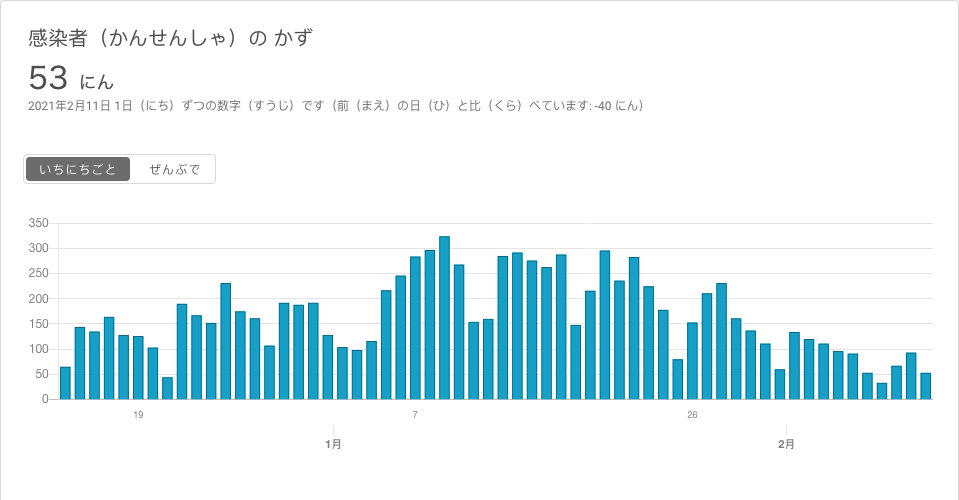 感染者（かんせんしゃ）の かず
53 にん
2021年2月11日 1日（にち）ずつの数字（すうじ）です（前（まえ）の日（ひ）と比（くら）べています: -40 にん）
いちにちごと ぜんぶで
350
300
250
200
150
100
50
0
19 7 26
1月 2月